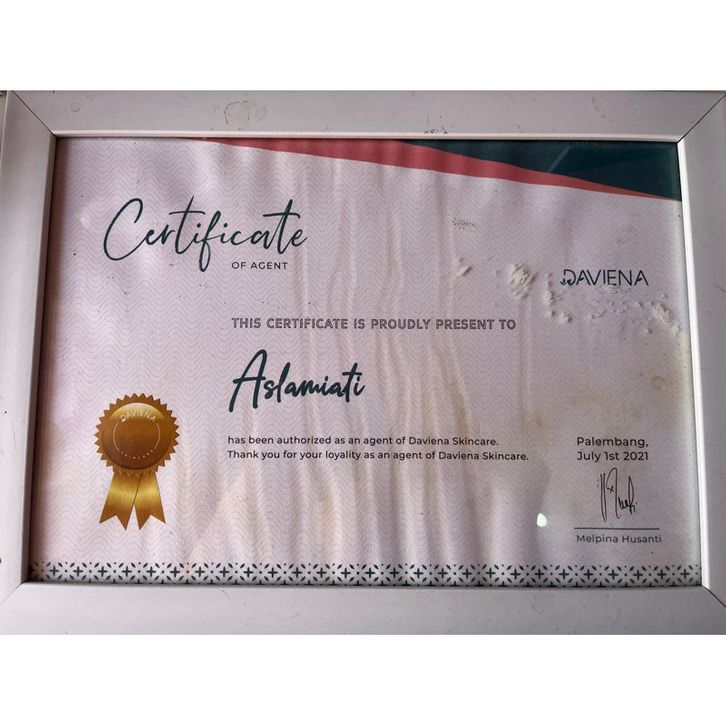 Certificate
OF AGENT
DAVIENA
THIS CERTIFICATE IS PROUDLY PRESENT TO
Aslamiati
DAVIENA
has been authorized as an agent of Daviena Skincare.
Thank you for your loyality as an agent of Daviena Skincare.
Palembang,
July 1st 2021
Melpina Husanti